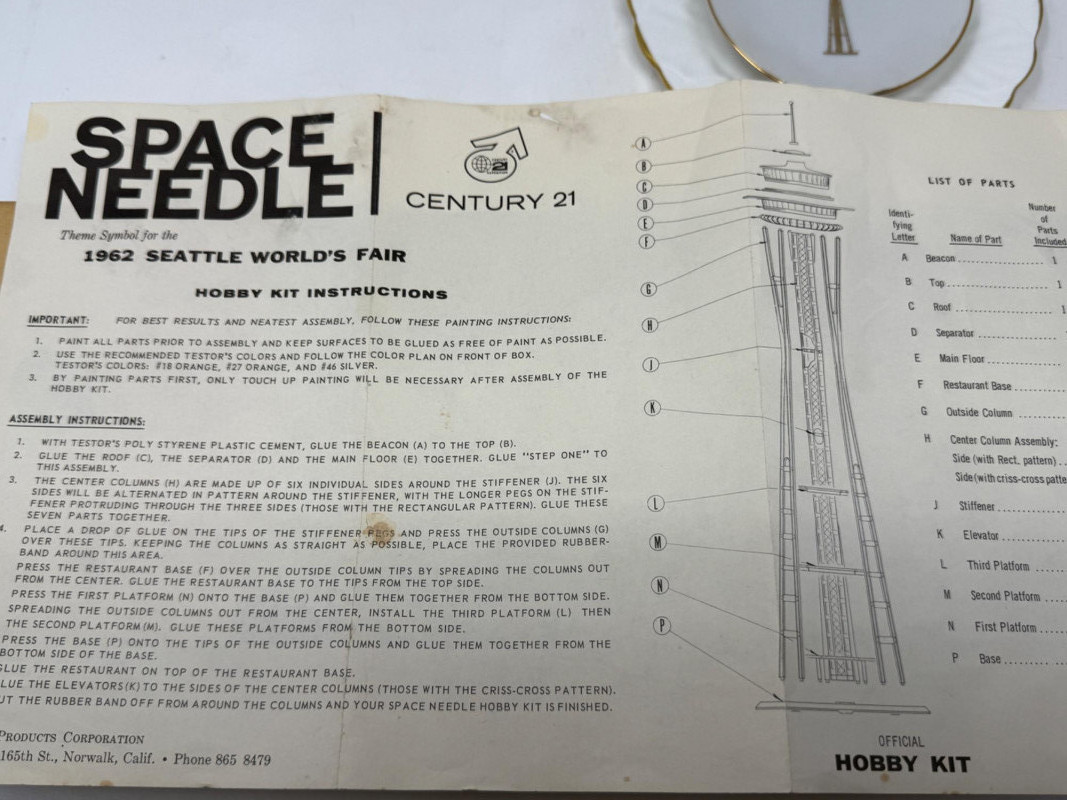 SPACE
NEEDLE
21
CENTURY 21
Theme Symbol for the
1962 SEATTLE WORLD'S FAIR
HOBBY KIT INSTRUCTIONS
IMPORTANT: FOR BEST RESULTS AND NEATEST ASSEMBLY, FOLLOW THESE PAINTING INSTRUCTIONS:
1. PAINT ALL PARTS PRIOR TO ASSEMBLY AND KEEP SURFACES TO BE GLUED AS FREE OF PAINT AS POSSIBLE.
2. USE THE RECOMMENDED TESTOR'S COLORS AND FOLLOW THE COLOR PLAN ON FRONT OF BOX.
TESTOR'S COLORS: #18 ORANGE, #27 ORANGE, AND #46 SILVER.
3. BY PAINTING PARTS FIRST, ONLY TOUCH UP PAINTING WILL BE NECESSARY AFTER ASSEMBLY OF THE
HOBBY KIT.
ASSEMBLY INSTRUCTIONS:
1. WITH TESTOR'S POLY STYRENE PLASTIC CEMENT, GLUE THE BEACON (A) TO THE TOP (B).
2. GLUE THE ROOF (C), THE SEPARATOR (D) AND THE MAIN FLOOR (E) TOGETHER. GLUE "STEP ONE" TO
THIS ASSEMBLY.
3. THE CENTER COLUMNS (H) ARE MADE UP OF SIX INDIVIDUAL SIDES AROUND THE STIFFENER (J). THE SIX
SIDES WILL BE ALTERNATED IN PATTERN AROUND THE STIFFENER, WITH THE LONGER PEGS ON THE STIF-
FENER PROTRUDING THROUGH THE THREE SIDES (THOSE WITH THE RECTANGULAR PATTERN). GLUE THESE
SEVEN PARTS TOGETHER.
4. PLACE A DROP OF GLUE ON THE TIPS OF THE STIFFENER PEGS AND PRESS THE OUTSIDE COLUMNS (G)
OVER THESE TIPS. KEEPING THE COLUMNS AS STRAIGHT AS POSSIBLE, PLACE THE PROVIDED RUBBER-
BAND AROUND THIS AREA.
PRESS THE RESTAURANT BASE (F) OVER THE OUTSIDE COLUMN TIPS BY SPREADING THE COLUMNS OUT
FROM THE CENTER. GLUE THE RESTAURANT BASE TO THE TIPS FROM THE TOP SIDE.
PRESS THE FIRST PLATFORM (N) ONTO THE BASE (P) AND GLUE THEM TOGETHER FROM THE BOTTOM SIDE.
SPREADING THE OUTSIDE COLUMNS OUT FROM THE CENTER, INSTALL THE THIRD PLATFORM (L) THEN
THE SECOND PLATFORM (M). GLUE THESE PLATFORMS FROM THE BOTTOM SIDE.
PRESS THE BASE (P) ONTO THE TIPS OF THE OUTSIDE COLUMNS AND GLUE THEM TOGETHER FROM THE
BOTTOM SIDE OF THE BASE.
GLUE THE RESTAURANT ON TOP OF THE RESTAURANT BASE.
LUE THE ELEVATORS (K) TO THE SIDES OF THE CENTER COLUMNS (THOSE WITH THE CRISS-CROSS PATTERN).
UT THE RUBBER BAND OFF FROM AROUND THE COLUMNS AND YOUR SPACE NEEDLE HOBBY KIT IS FINISHED.
PRODUCTS CORPORATION
165th St., Norwalk, Calif. • Phone 865 8479
A
B
C
D
E
F
G
H
J
K
L
M
N
P
LIST OF PARTS
Identi-
fying
Letter
Name of Part
Number
of
Parts
Included
A Beacon 1
B Top 1
C Roof 1
D Separator
E Main Floor
F Restaurant Base
G Outside Column
H Center Column Assembly:
Side (with Rect. pattern)
Side (with criss-cross patte
J Stiffener
K Elevator
L Third Platform
M Second Platform
N First Platform
P Base
OFFICIAL
HOBBY KIT